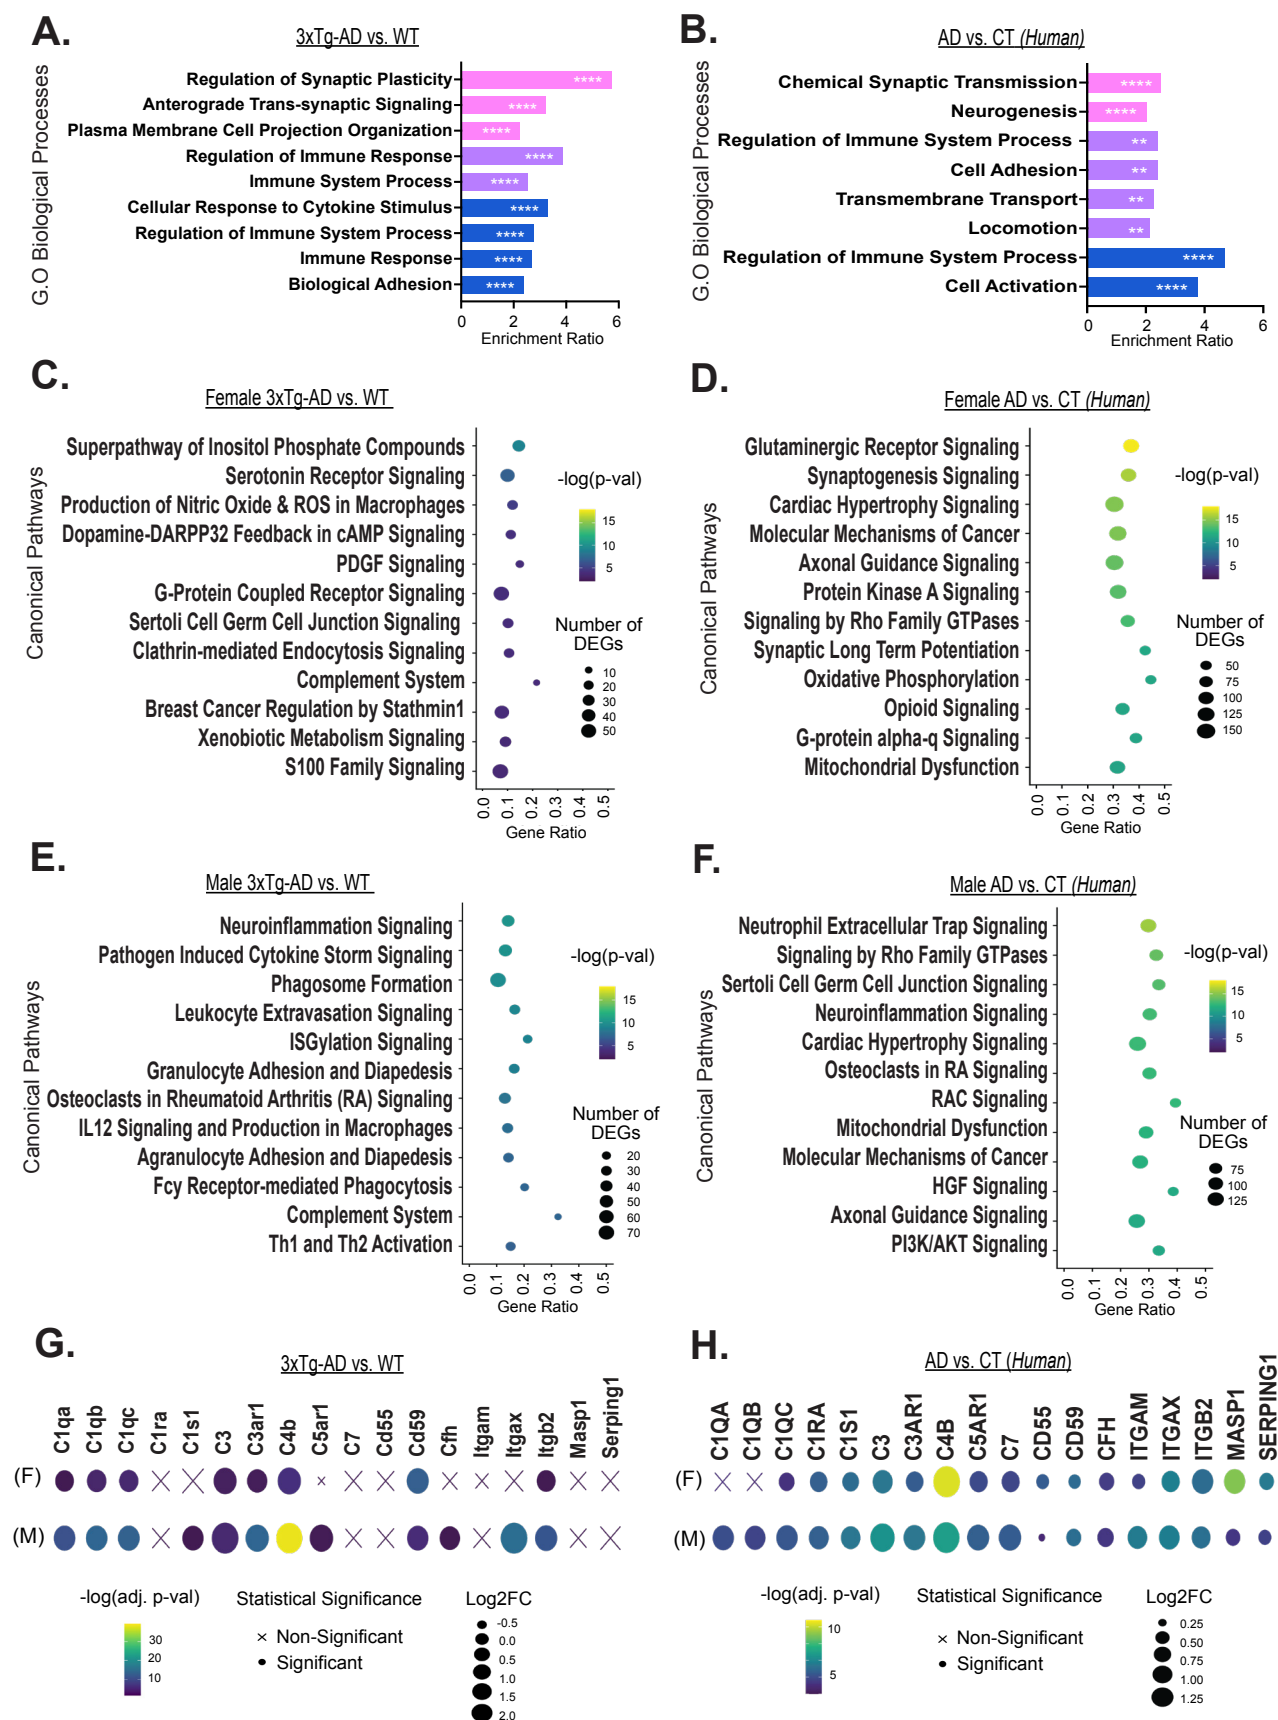 A.
3xTg-AD vs. WT
G.O Biological Processes
Regulation of Synaptic Plasticity ****
Anterograde Trans-synaptic Signaling ****
Plasma Membrane Cell Projection Organization ****
Regulation of Immune Response ****
Immune System Process ****
Cellular Response to Cytokine Stimulus ****
Regulation of Immune System Process ****
Immune Response ****
Biological Adhesion ****
0 2 4 6
Enrichment Ratio
B.
AD vs. CT (Human)
G.O Biological Processes
Chemical Synaptic Transmission ****
Neurogenesis ****
Regulation of Immune System Process **
Cell Adhesion **
Transmembrane Transport **
Locomotion **
Regulation of Immune System Process ****
Cell Activation ****
0 2 4 6
Enrichment Ratio
C.
Female 3xTg-AD vs. WT
Canonical Pathways
Superpathway of Inositol Phosphate Compounds
Serotonin Receptor Signaling
Production of Nitric Oxide & ROS in Macrophages
Dopamine-DARPP32 Feedback in cAMP Signaling
PDGF Signaling
G-Protein Coupled Receptor Signaling
Sertoli Cell Germ Cell Junction Signaling
Clathrin-mediated Endocytosis Signaling
Complement System
Breast Cancer Regulation by Stathmin1
Xenobiotic Metabolism Signaling
S100 Family Signaling
0.0 0.1 0.2 0.3 0.4 0.5
Gene Ratio
-log(p-val)
15
10
5
Number of
DEGs
10
20
30
40
50
D.
Female AD vs. CT (Human)
Canonical Pathways
Glutaminergic Receptor Signaling
Synaptogenesis Signaling
Cardiac Hypertrophy Signaling
Molecular Mechanisms of Cancer
Axonal Guidance Signaling
Protein Kinase A Signaling
Signaling by Rho Family GTPases
Synaptic Long Term Potentiation
Oxidative Phosphorylation
Opioid Signaling
G-protein alpha-q Signaling
Mitochondrial Dysfunction
0.0 0.1 0.2 0.3 0.4 0.5
Gene Ratio
-log(p-val)
15
10
5
Number of
DEGs
50
75
100
125
150
E.
Male 3xTg-AD vs. WT
Canonical Pathways
Neuroinflammation Signaling
Pathogen Induced Cytokine Storm Signaling
Phagosome Formation
Leukocyte Extravasation Signaling
ISGylation Signaling
Granulocyte Adhesion and Diapedesis
Osteoclasts in Rheumatoid Arthritis (RA) Signaling
IL12 Signaling and Production in Macrophages
Agranulocyte Adhesion and Diapedesis
Fcy Receptor-mediated Phagocytosis
Complement System
Th1 and Th2 Activation
0.0 0.1 0.2 0.3 0.4 0.5
Gene Ratio
-log(p-val)
15
10
5
Number of
DEGs
20
30
40
50
60
70
F.
Male AD vs. CT (Human)
Canonical Pathways
Neutrophil Extracellular Trap Signaling
Signaling by Rho Family GTPases
Sertoli Cell Germ Cell Junction Signaling
Neuroinflammation Signaling
Cardiac Hypertrophy Signaling
Osteoclasts in RA Signaling
RAC Signaling
Mitochondrial Dysfunction
Molecular Mechanisms of Cancer
HGF Signaling
Axonal Guidance Signaling
PI3K/AKT Signaling
0.0 0.1 0.2 0.3 0.4 0.5
Gene Ratio
-log(p-val)
15
10
5
Number of
DEGs
75
100
125
G.
3xTg-AD vs. WT
C1qa C1qb C1qc C1ra C1s1 C3 C3ar1 C4b C5ar1 C7 Cd55 Cd59 Cfh Itgam Itgax Itgb2 Masp1 Serping1
(F)
(M)
-log(adj. p-val)
30
20
10
Statistical Significance
Non-Significant
Significant
Log2FC
-0.5
0.0
0.5
1.0
1.5
2.0
H.
AD vs. CT (Human)
C1QA C1QB C1QC C1RA C1S1 C3 C3AR1 C4B C5AR1 C7 CD55 CD59 CFH ITGAM ITGAX ITGB2 MASP1 SERPING1
(F)
(M)
-log(adj. p-val)
10
5
Statistical Significance
Non-Significant
Significant
Log2FC
0.25
0.50
0.75
1.00
1.25